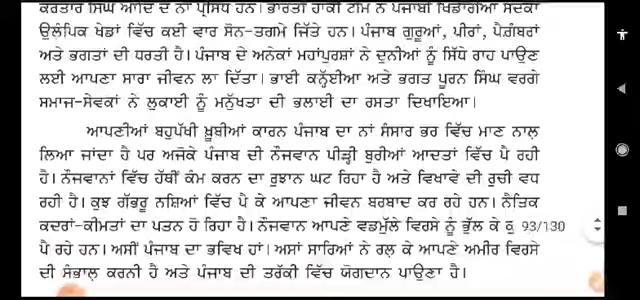 ਕਰਤਾਰ ਸਿੰਘ ਆਦਿ ਦੇ ਨਾਂ ਪ੍ਰਸਿੱਧ ਹਨ। ਭਾਰਤੀ ਹਾਕੀ ਟੀਮ ਨੇ ਪੰਜਾਬੀ ਖਿਡਾਰੀਆਂ ਸਦਕਾ
ਉਲੰਪਿਕ ਖੇਡਾਂ ਵਿੱਚ ਕਈ ਵਾਰ ਸੋਨ-ਤਗਮੇ ਜਿੱਤੇ ਹਨ। ਪੰਜਾਬ ਗੁਰੂਆਂ, ਪੀਰਾਂ, ਪੈਗ਼ੰਬਰਾਂ
ਅਤੇ ਭਗਤਾਂ ਦੀ ਧਰਤੀ ਹੈ। ਪੰਜਾਬ ਦੇ ਅਨੇਕਾਂ ਮਹਾਂਪੁਰਸ਼ਾਂ ਨੇ ਦੁਨੀਆਂ ਨੂੰ ਸਿੱਧੇ ਰਾਹ ਪਾਉਣ
ਲਈ ਆਪਣਾ ਸਾਰਾ ਜੀਵਨ ਲਾ ਦਿੱਤਾ। ਭਾਈ ਕਨ੍ਹੱਈਆ ਅਤੇ ਭਗਤ ਪੂਰਨ ਸਿੰਘ ਵਰਗੇ
ਸਮਾਜ-ਸੇਵਕਾਂ ਨੇ ਲੁਕਾਈ ਨੂੰ ਮਨੁੱਖਤਾ ਦੀ ਭਲਾਈ ਦਾ ਰਸਤਾ ਦਿਖਾਇਆ।
ਆਪਣੀਆਂ ਬਹੁਪੱਖੀ ਖ਼ੂਬੀਆਂ ਕਾਰਨ ਪੰਜਾਬ ਦਾ ਨਾਂ ਸੰਸਾਰ ਭਰ ਵਿੱਚ ਮਾਣ ਨਾਲ਼
ਲਿਆ ਜਾਂਦਾ ਹੈ ਪਰ ਅਜੋਕੇ ਪੰਜਾਬ ਦੀ ਨੌਜਵਾਨ ਪੀੜ੍ਹੀ ਬੁਰੀਆਂ ਆਦਤਾਂ ਵਿੱਚ ਪੈ ਰਹੀ
ਹੈ। ਨੌਜਵਾਨਾਂ ਵਿੱਚ ਹੱਥੀਂ ਕੰਮ ਕਰਨ ਦਾ ਰੁਝਾਨ ਘਟ ਰਿਹਾ ਹੈ ਅਤੇ ਵਿਖਾਵੇ ਦੀ ਰੁਚੀ ਵਧ
ਰਹੀ ਹੈ। ਕੁਝ ਗੱਭਰੂ ਨਸ਼ਿਆਂ ਵਿੱਚ ਪੈ ਕੇ ਆਪਣਾ ਜੀਵਨ ਬਰਬਾਦ ਕਰ ਰਹੇ ਹਨ। ਨੈਤਿਕ
ਕਦਰਾਂ-ਕੀਮਤਾਂ ਦਾ ਪਤਨ ਹੋ ਰਿਹਾ ਹੈ। ਨੌਜਵਾਨ ਆਪਣੇ ਵਡਮੁੱਲੇ ਵਿਰਸੇ ਨੂੰ ਭੁੱਲ ਕੇ 93/130
ਪੈ ਰਹੇ ਹਨ। ਅਸੀਂ ਪੰਜਾਬ ਦਾ ਭਵਿਖ ਹਾਂ। ਅਸਾਂ ਸਾਰਿਆਂ ਨੇ ਰਲ਼ ਕੇ ਆਪਣੇ ਅਮੀਰ ਵਿਰਸੇ
ਦੀ ਸੰਭਾਲ਼ ਕਰਨੀ ਹੈ ਅਤੇ ਪੰਜਾਬ ਦੀ ਤਰੱਕੀ ਵਿੱਚ ਯੋਗਦਾਨ ਪਾਉਣਾ ਹੈ।